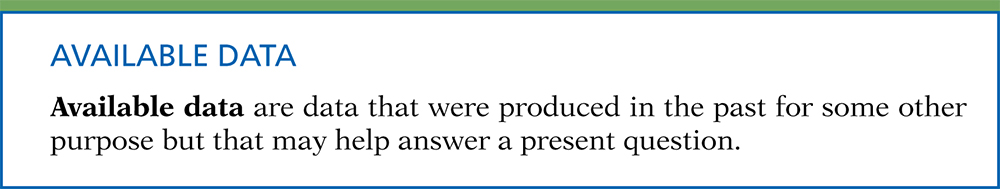 AVAILABLE DATA
Available data are data that were produced in the past for some other
purpose but that may help answer a present question.